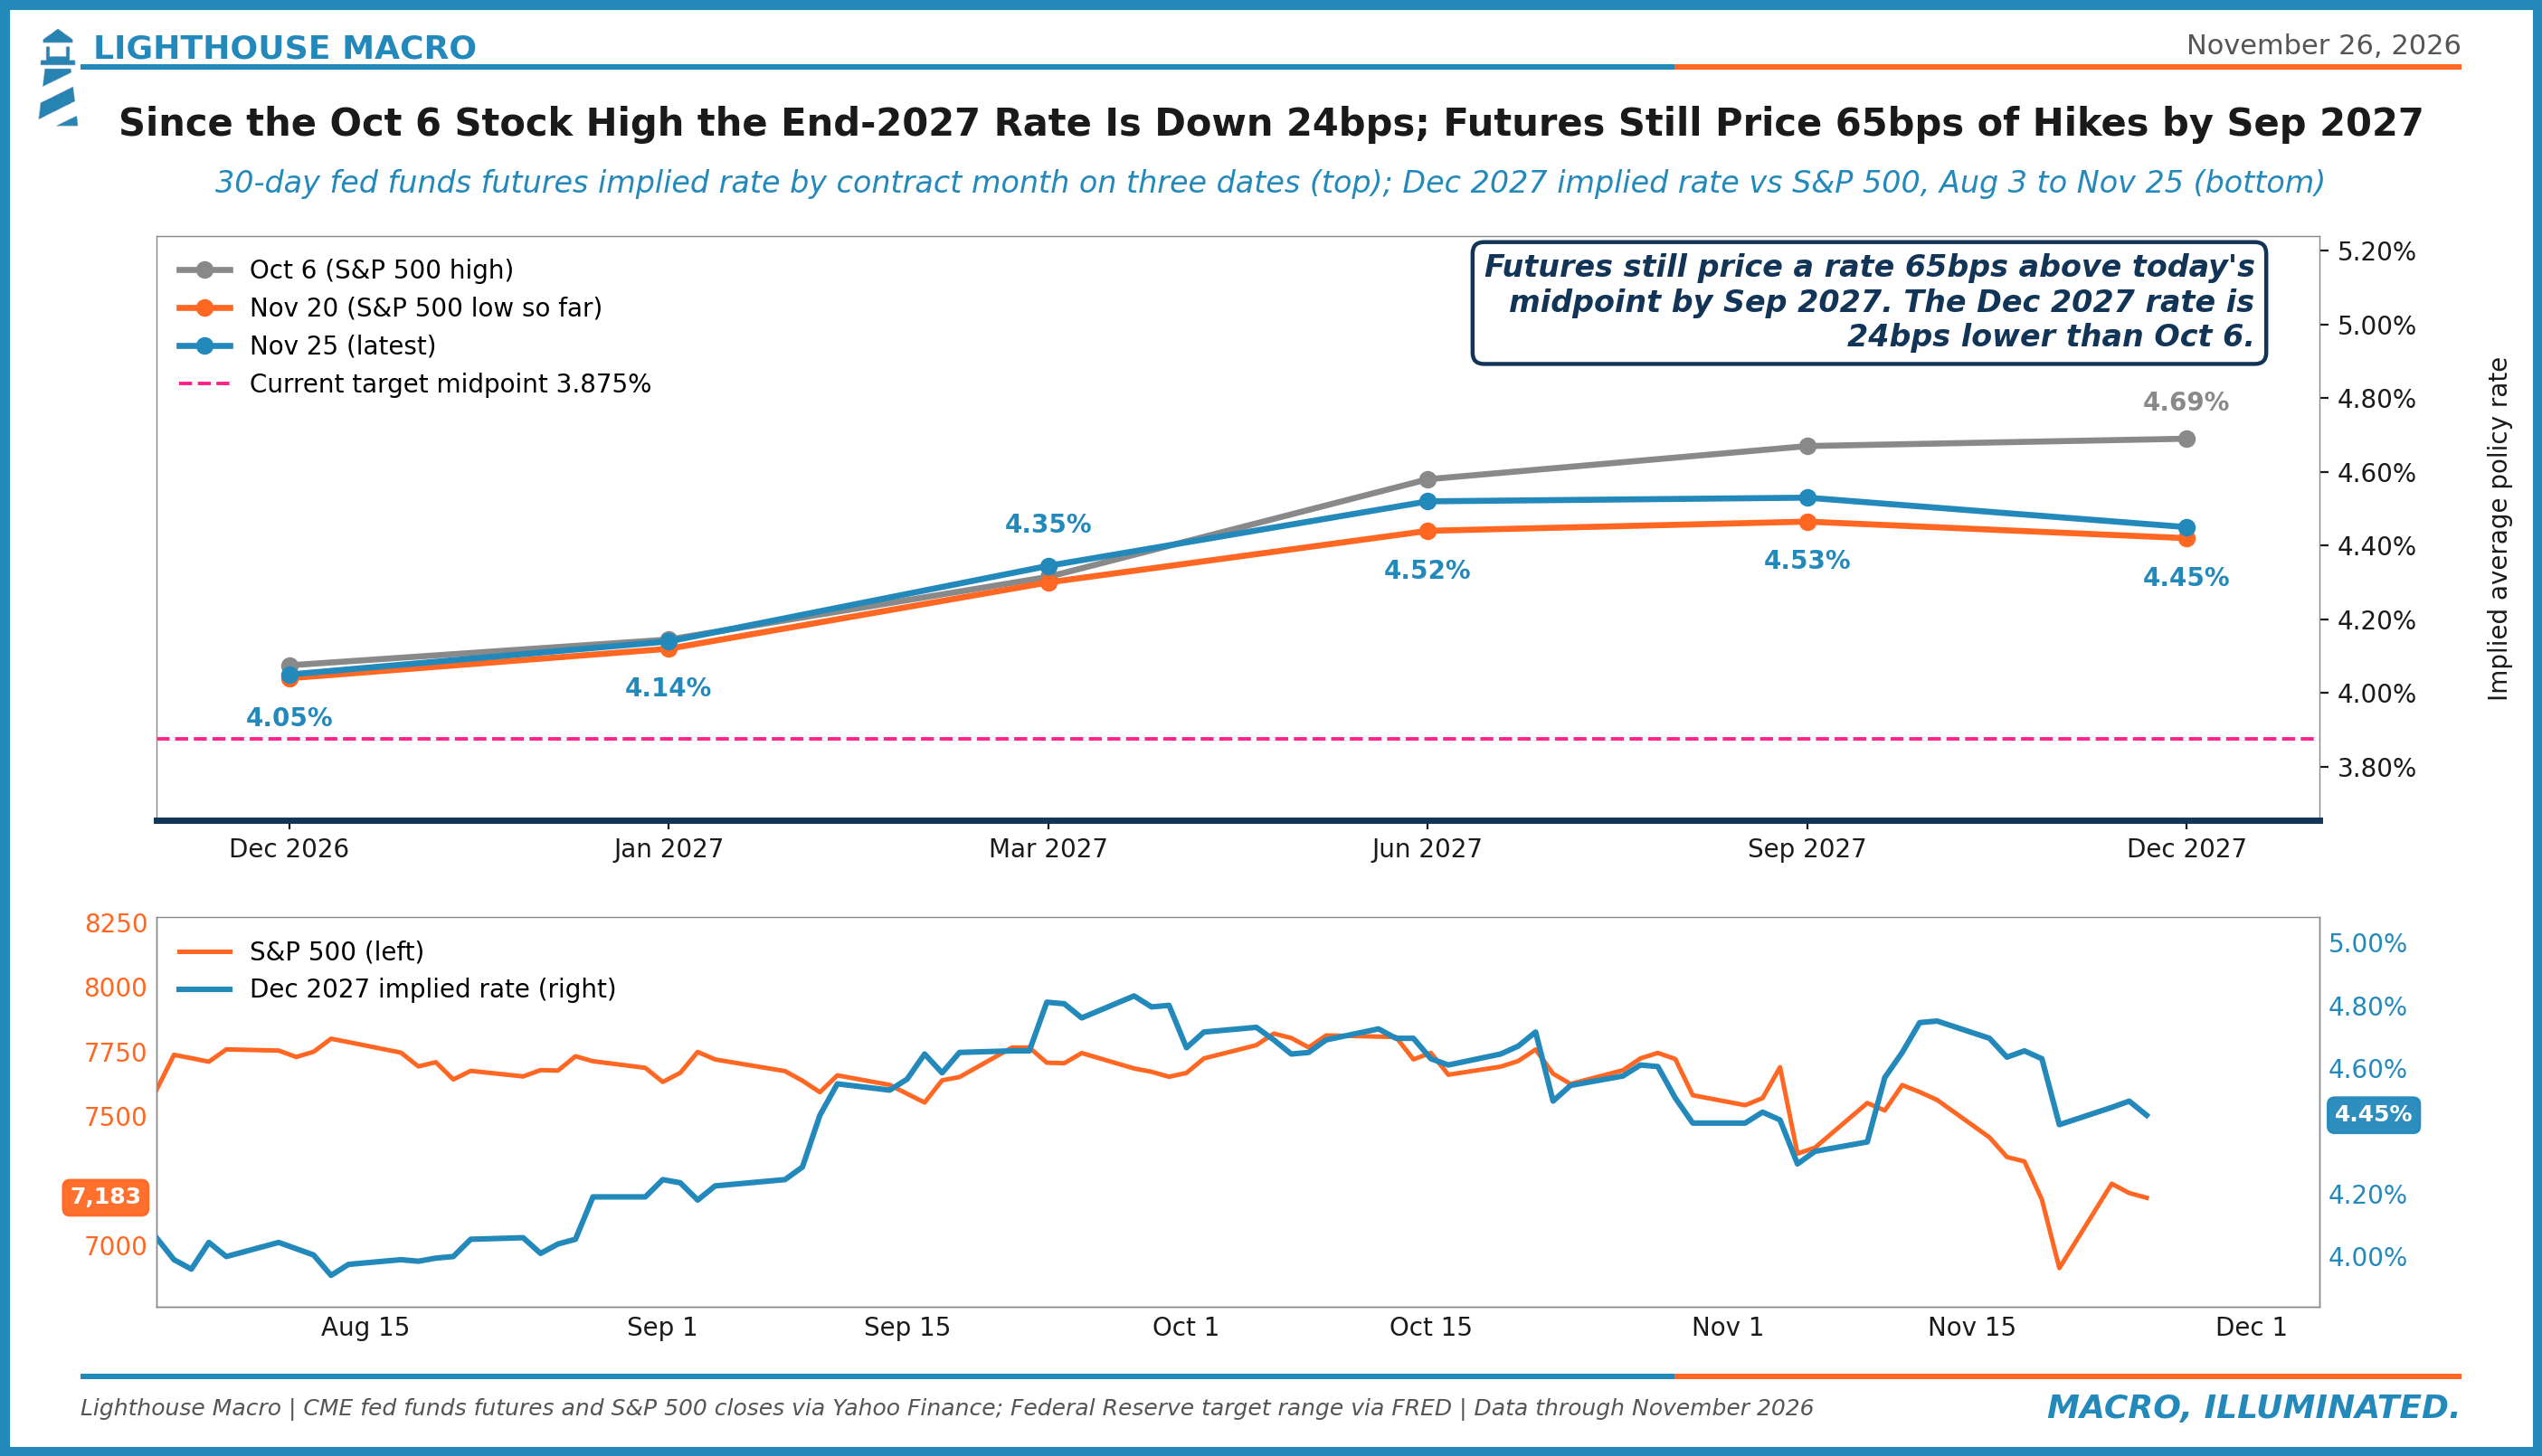 LIGHTHOUSE MACRO
November 26, 2026
Since the Oct 6 Stock High the End-2027 Rate Is Down 24bps; Futures Still Price 65bps of Hikes by Sep 2027
30-day fed funds futures implied rate by contract month on three dates (top); Dec 2027 implied rate vs S&P 500, Aug 3 to Nov 25 (bottom)
Oct 6 (S&P 500 high)
Nov 20 (S&P 500 low so far)
Nov 25 (latest)
Current target midpoint 3.875%
Futures still price a rate 65bps above today's
midpoint by Sep 2027. The Dec 2027 rate is
24bps lower than Oct 6.
4.69%
4.35%
4.52%
4.53%
4.45%
4.14%
4.05%
5.20%
5.00%
4.80%
4.60%
4.40%
4.20%
4.00%
3.80%
Implied average policy rate
Dec 2026
Jan 2027
Mar 2027
Jun 2027
Sep 2027
Dec 2027
8250
8000
7750
7500
7,183
7000
S&P 500 (left)
Dec 2027 implied rate (right)
5.00%
4.80%
4.60%
4.45%
4.20%
4.00%
Aug 15
Sep 1
Sep 15
Oct 1
Oct 15
Nov 1
Nov 15
Dec 1
Lighthouse Macro | CME fed funds futures and S&P 500 closes via Yahoo Finance; Federal Reserve target range via FRED | Data through November 2026
MACRO, ILLUMINATED.